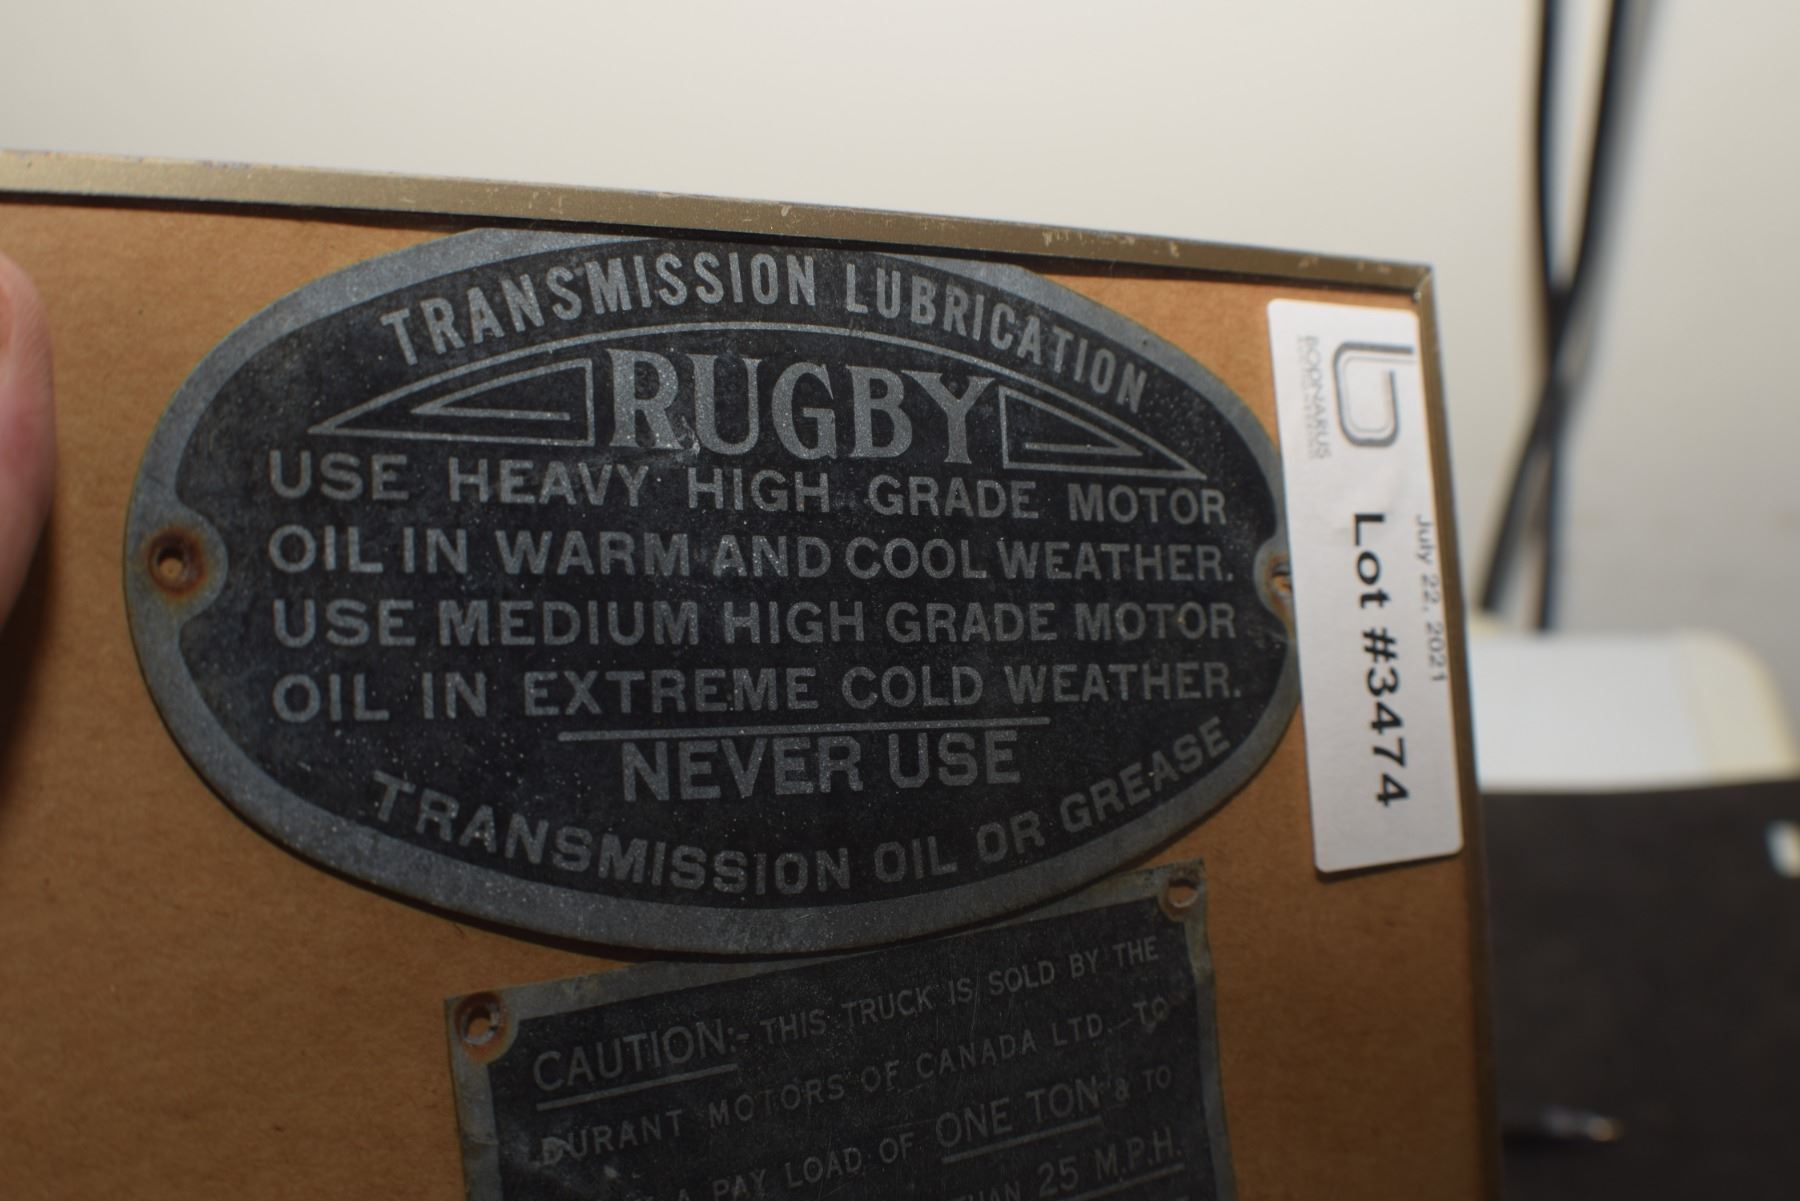 TRANSMISSION LUBRICATION
RUGBY
USE HEAVY HIGH GRADE MOTOR
OIL IN WARM AND COOL WEATHER.
USE MEDIUM HIGH GRADE MOTOR
OIL IN EXTREME COLD WEATHER.
NEVER USE
TRANSMISSION OIL OR GREASE
CAUTION:- THIS TRUCK IS SOLD BY THE
DURANT MOTORS OF CANADA LTD. TO
A PAY LOAD OF ONE TON & TO
THAN 25 M.P.H.
b
BODNARUS
Lot #3474
July 22, 2021